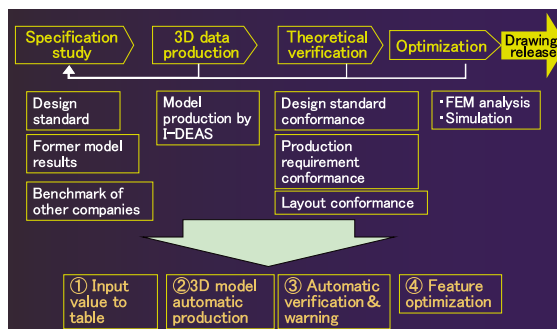 Specification
study
3D data
production
Theoretical
verification
Optimization
Drawing
release
Design
standard
Former model
results
Benchmark of
other companies
Model
production by
I-DEAS
Design standard
conformance
Production
requirement
conformance
Layout conformance
・FEM analysis
・Simulation
① Input
value to
table
②3D model
automatic
production
③ Automatic
verification &
warning
④ Feature
optimization